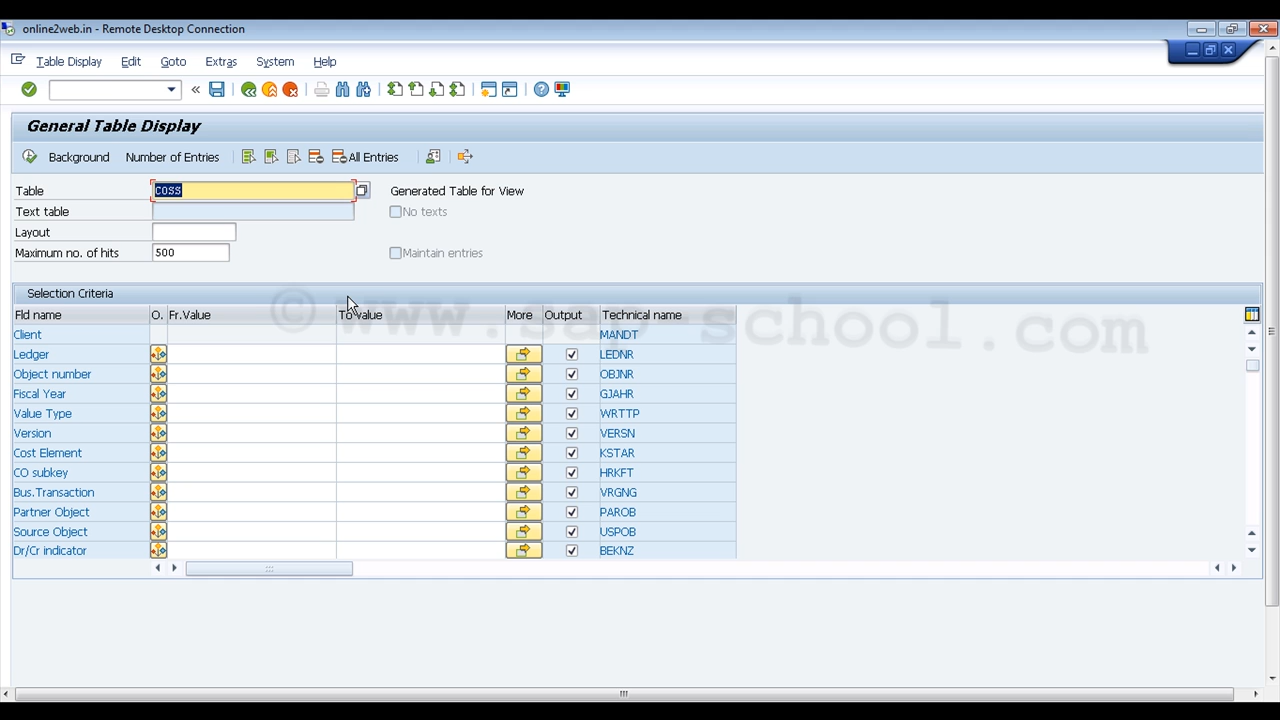 online2web.in - Remote Desktop Connection
Table Display Edit Goto Extras System Help
General Table Display
Background Number of Entries All Entries
Table COSS Generated Table for View
Text table No texts
Layout
Maximum no. of hits 500 Maintain entries
Selection Criteria
Fld name O. Fr.Value To value More Output Technical name
Client MANDT
Ledger LEDNR
Object number OBJNR
Fiscal Year GJAHR
Value Type WRTTP
Version VERSN
Cost Element KSTAR
CO subkey HRKFT
Bus.Transaction VRGNG
Partner Object PAROB
Source Object USPOB
Dr/Cr indicator BEKNZ
© www.sap-school.com